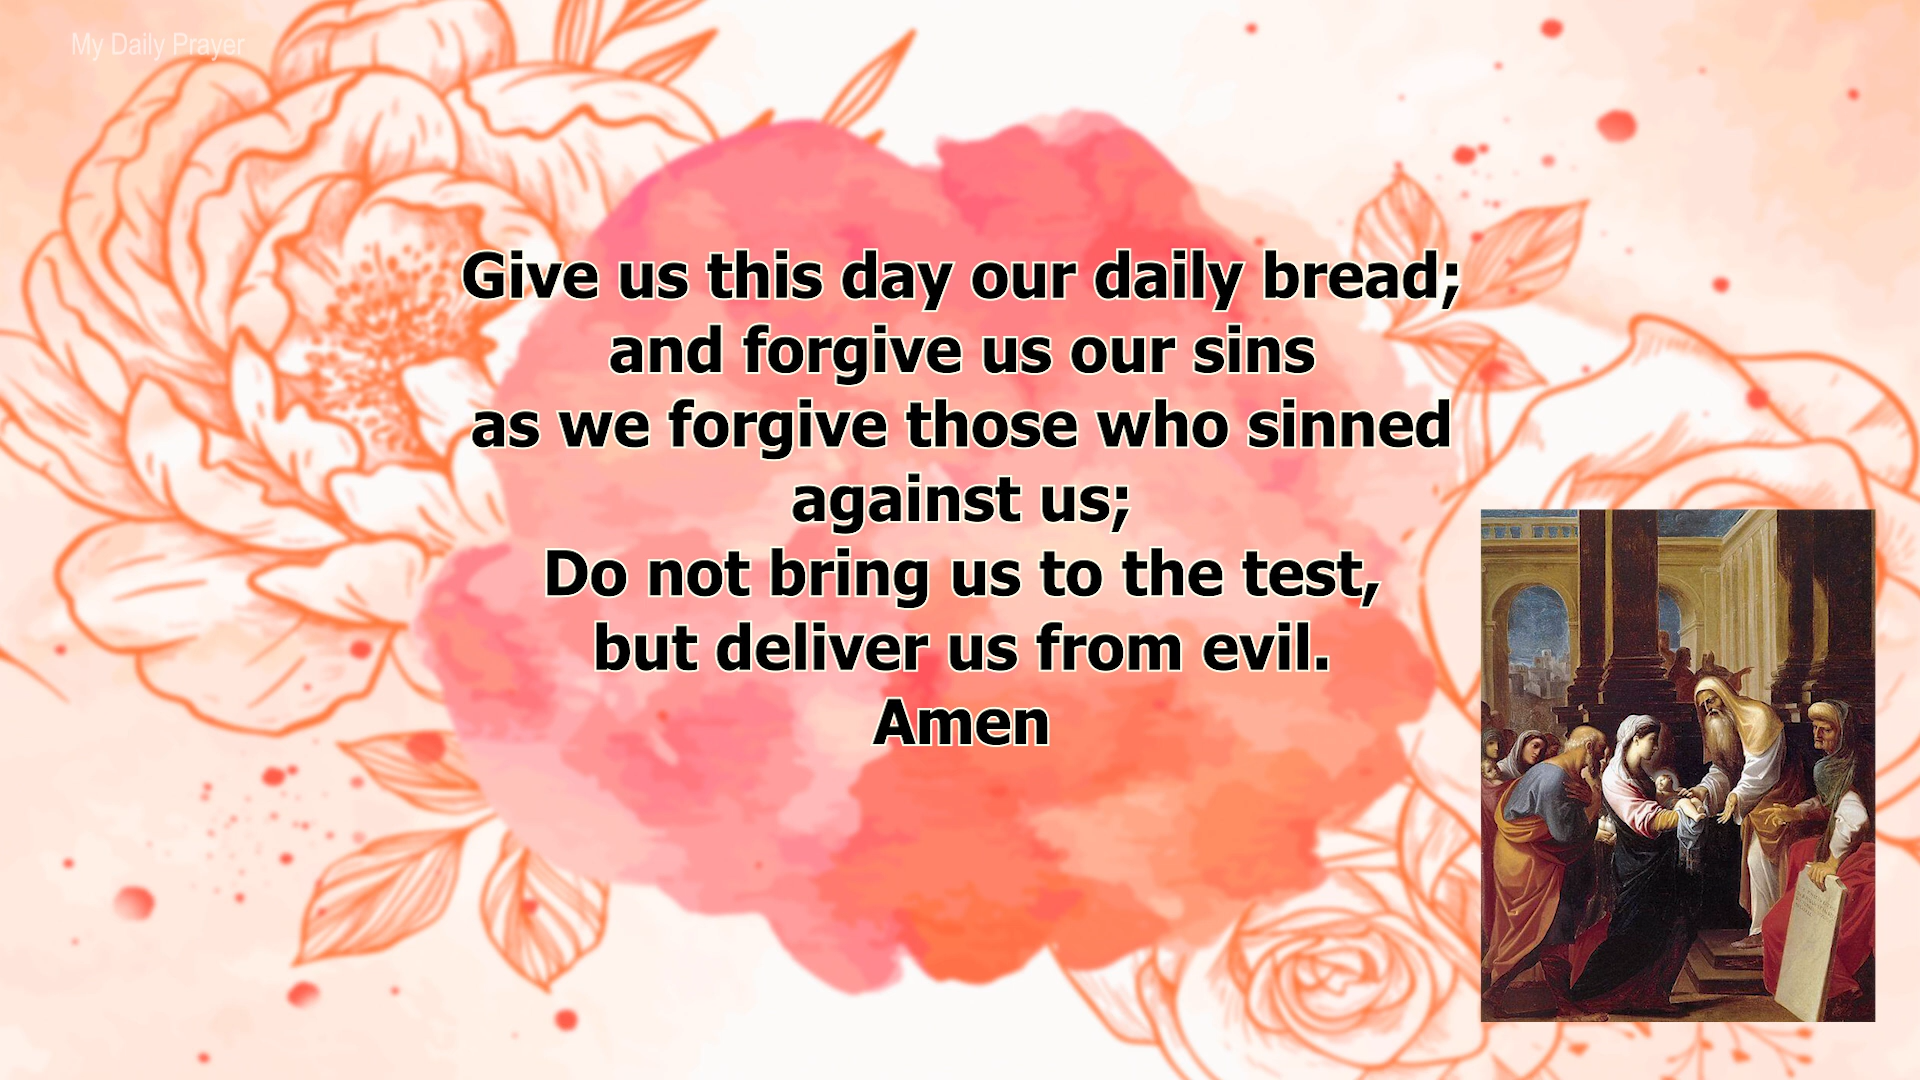 My Daily Prayer
Give us this day our daily bread;
and forgive us our sins
as we forgive those who sinned
against us;
Do not bring us to the test,
but deliver us from evil.
Amen